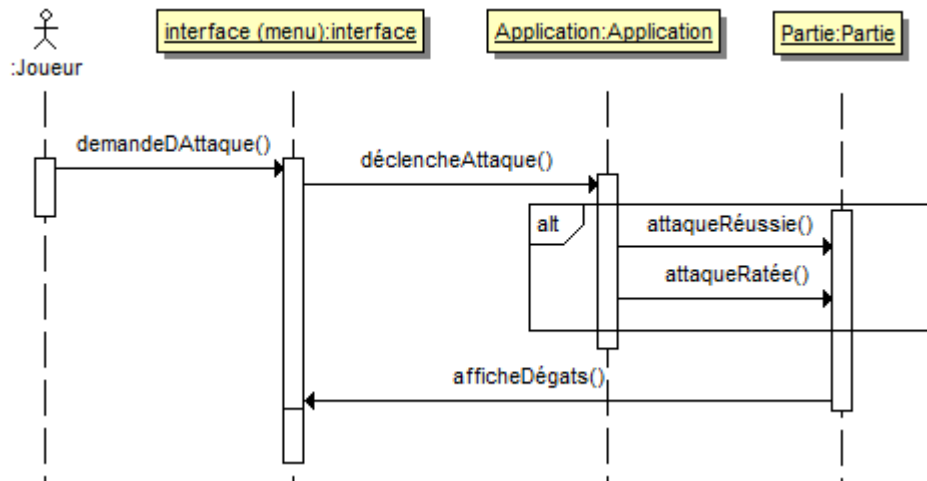 interface (menu):interface
Application:Application
Partie:Partie
:Joueur
demandeDAttaque()
déclencheAttaque()
alt
attaqueRéussie()
attaqueRatée()
afficheDégats()